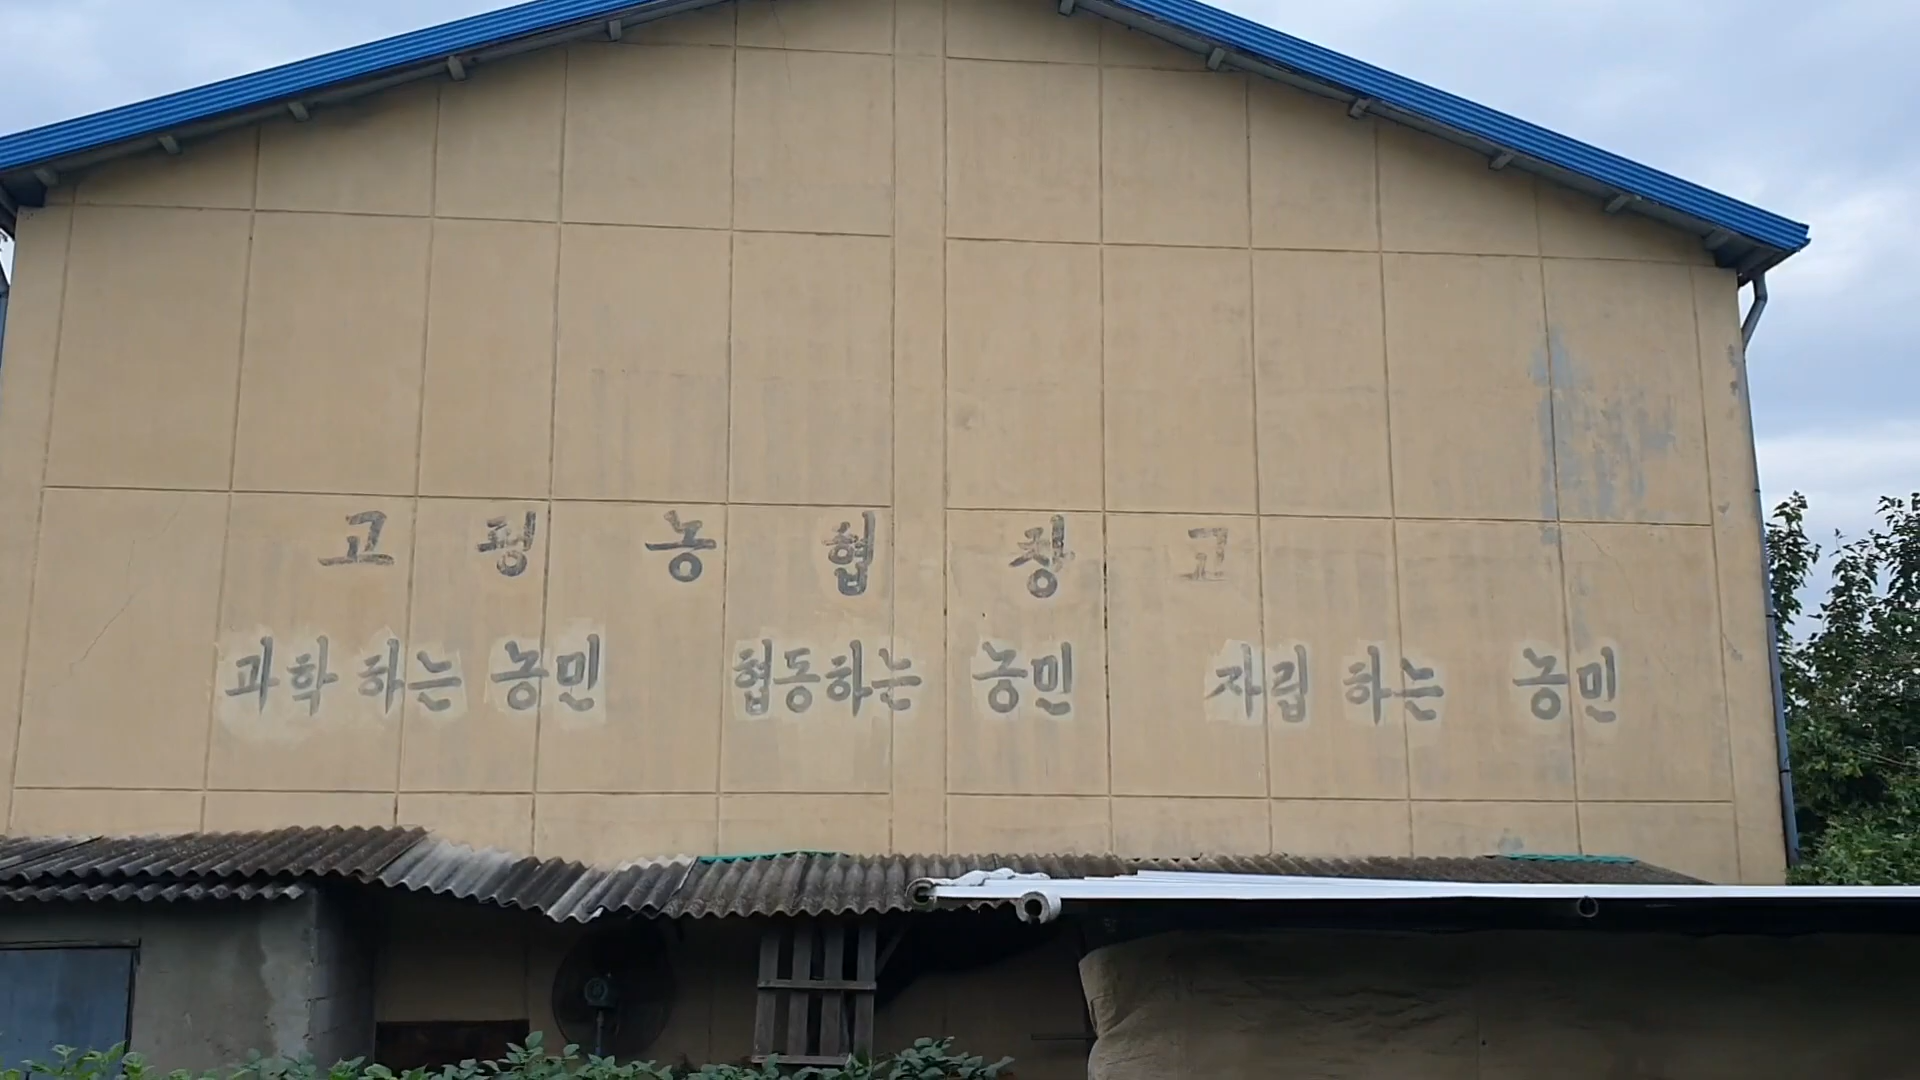 고 평 농 협 창 고
과학 하는 농민 협동하는 농민 자립 하는 농민